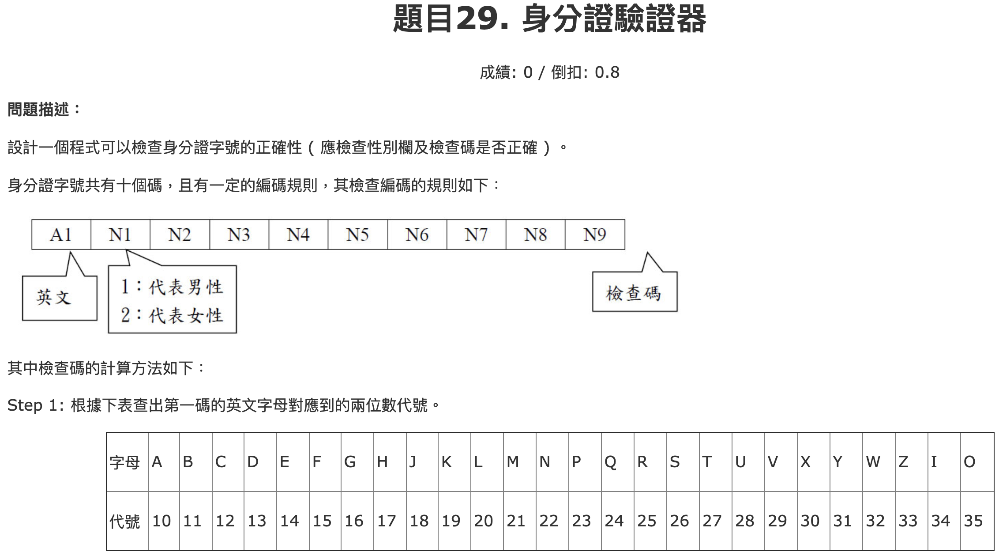 題目29. 身分證驗證器
成績: 0 / 倒扣: 0.8
問題描述：
設計一個程式可以檢查身分證字號的正確性 ( 應檢查性別欄及檢查碼是否正確 ) 。
身分證字號共有十個碼，且有一定的編碼規則，其檢查編碼的規則如下：
A1 N1 N2 N3 N4 N5 N6 N7 N8 N9
英文
1：代表男性
2：代表女性
檢查碼
其中檢查碼的計算方法如下：
Step 1: 根據下表查出第一碼的英文字母對應到的兩位數代號。
字母 A B C D E F G H J K L M N P Q R S T U V X Y W Z I O
代號 10 11 12 13 14 15 16 17 18 19 20 21 22 23 24 25 26 27 28 29 30 31 32 33 34 35